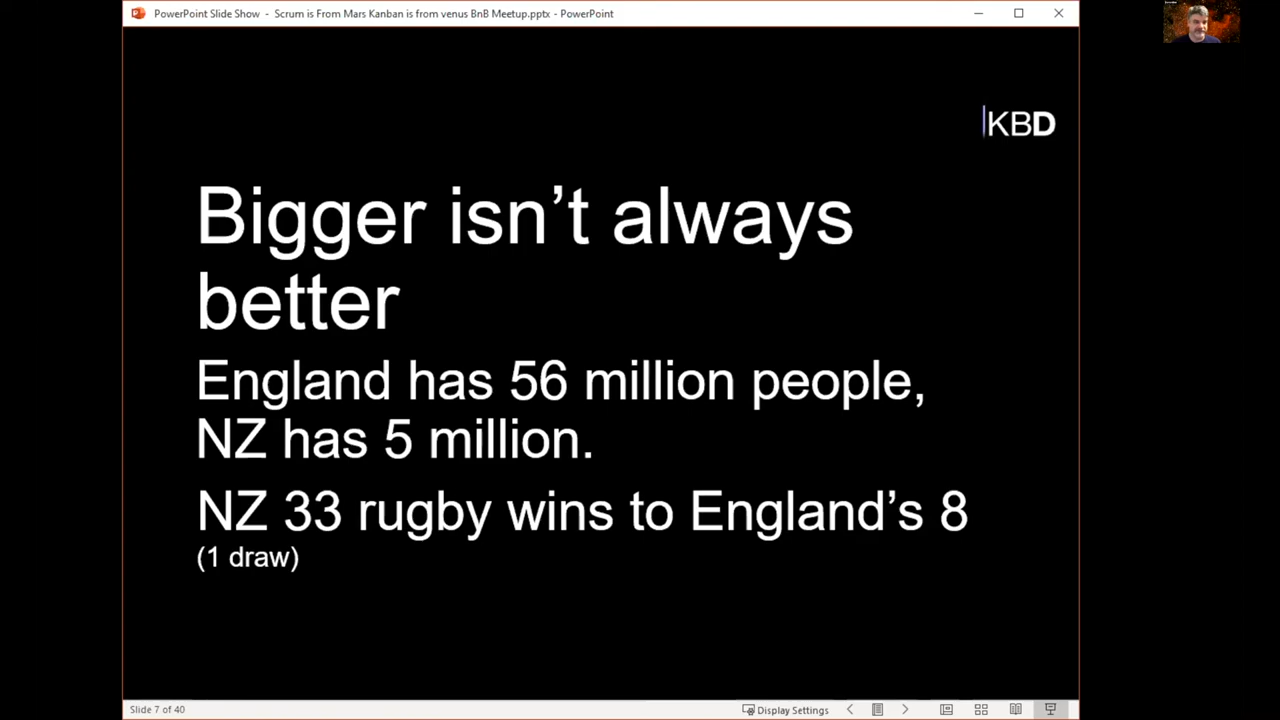 PowerPoint Slide Show - Scrum is From Mars Kanban is from venus BnB Meetup.pptx - PowerPoint
KBD
Bigger isn’t always
better
England has 56 million people,
NZ has 5 million.
NZ 33 rugby wins to England’s 8
(1 draw)
Slide 7 of 40
Display Settings